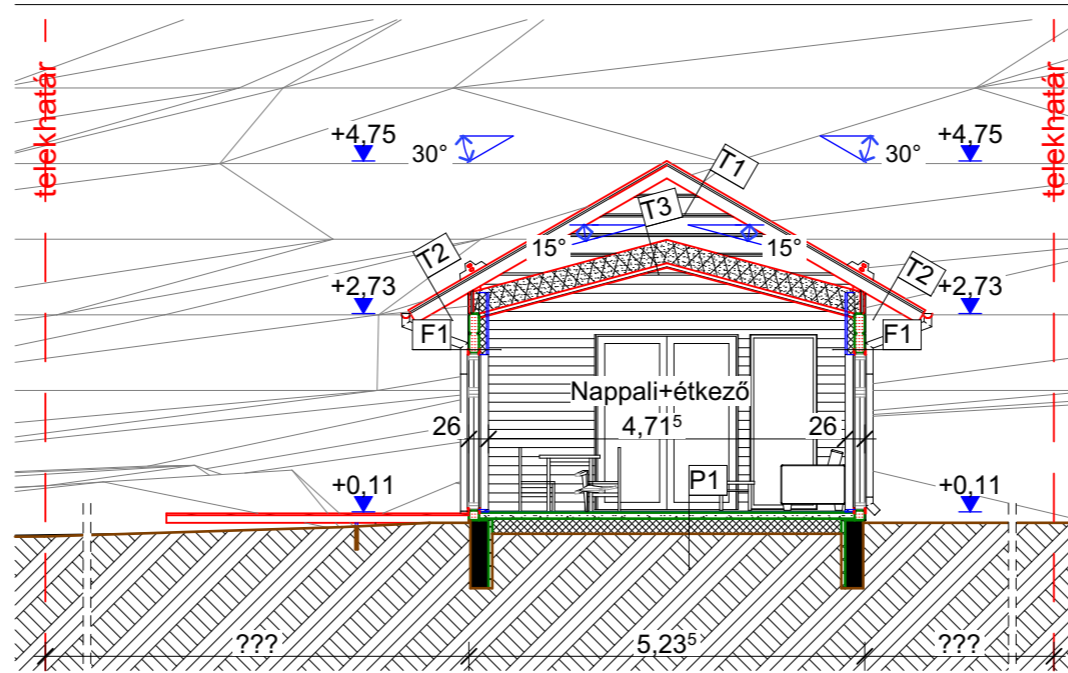 telekhatár
telekhatár
+4,75
30°
T1
30°
+4,75
T3
T2
15°
15°
T2
+2,73
+2,73
F1
F1
Nappali+étkező
26
4,71⁵
26
P1
+0,11
+0,11
???
5,23⁵
???